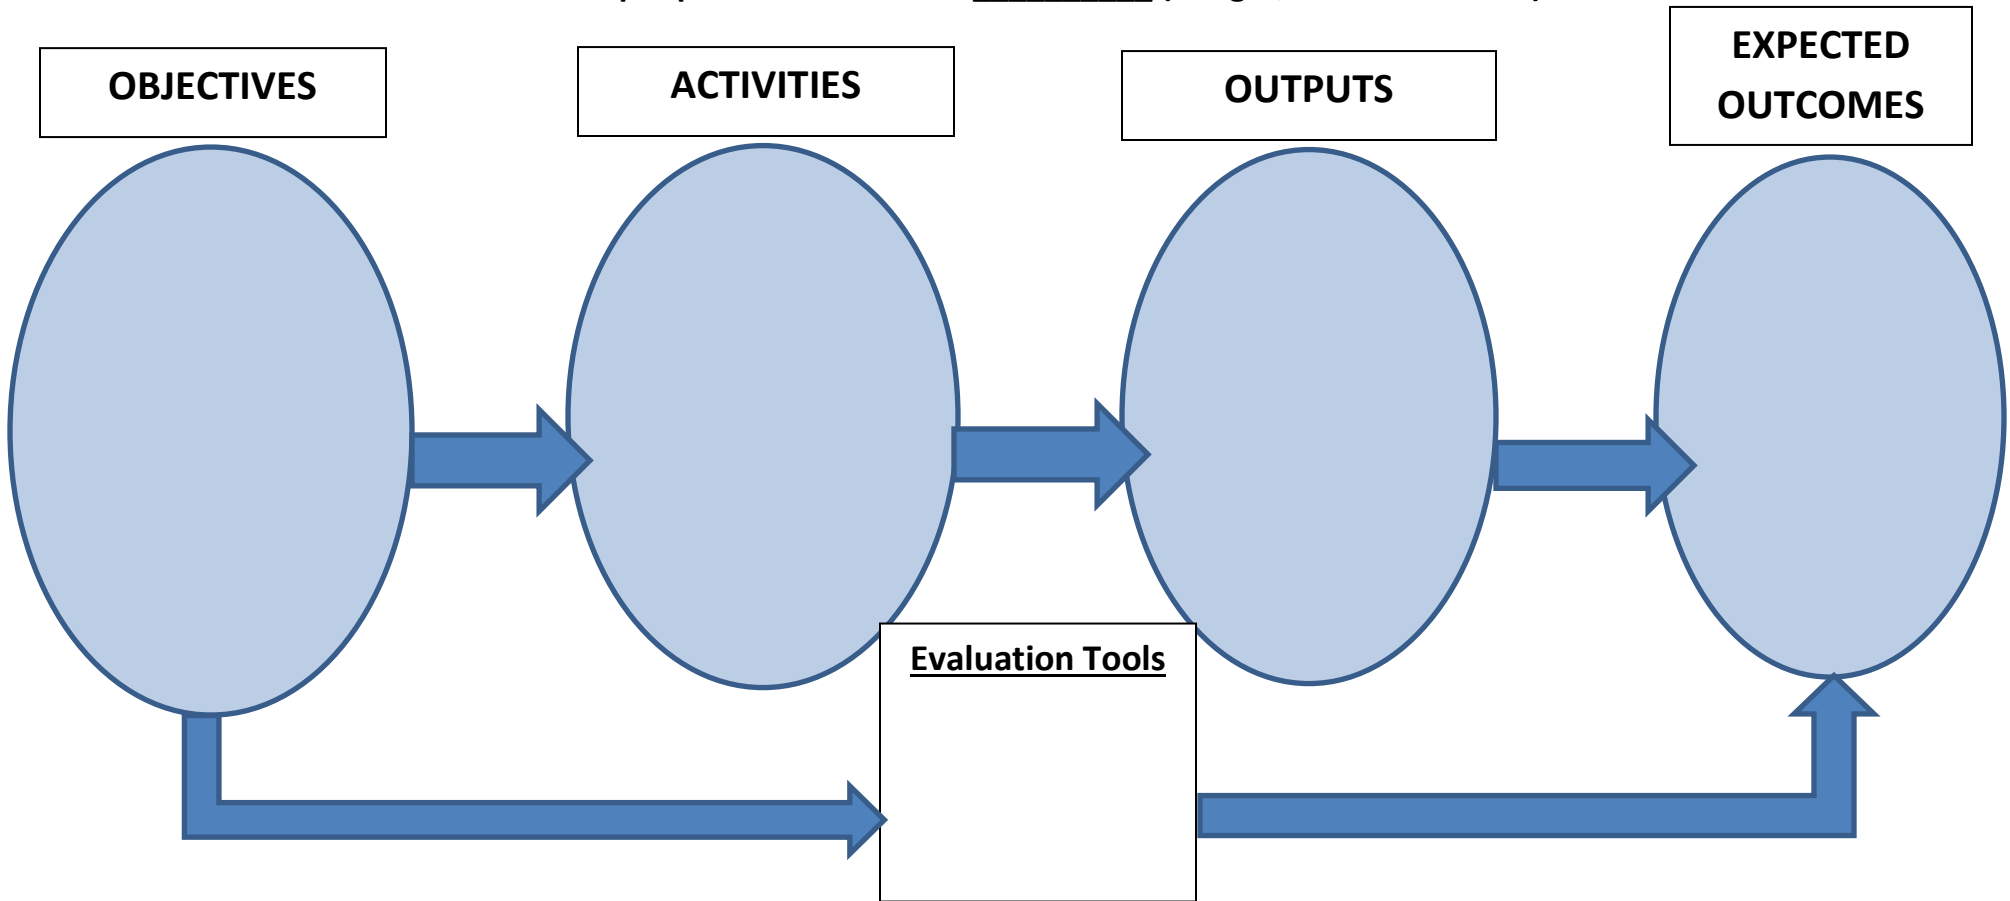 OBJECTIVES
ACTIVITIES
OUTPUTS
EXPECTED
OUTCOMES
Evaluation Tools